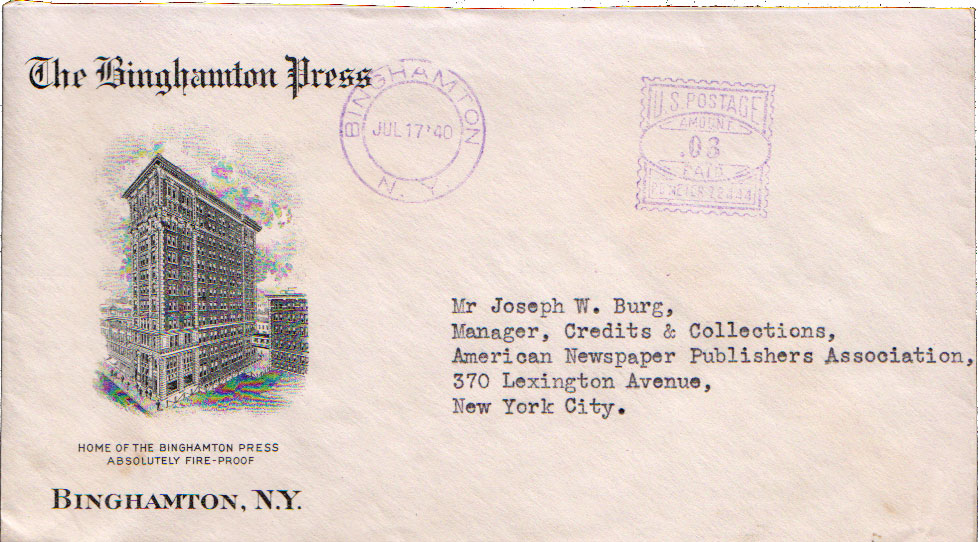 The Binghamton Press
BINGHAMTON
JUL 17 '40
N. Y.
U.S. POSTAGE
AMOUNT
.03
PAID
HOME OF THE BINGHAMTON PRESS
ABSOLUTELY FIRE-PROOF
BINGHAMTON, N.Y.
Mr Joseph W. Burg,
Manager, Credits & Collections,
American Newspaper Publishers Association,
370 Lexington Avenue,
New York City.